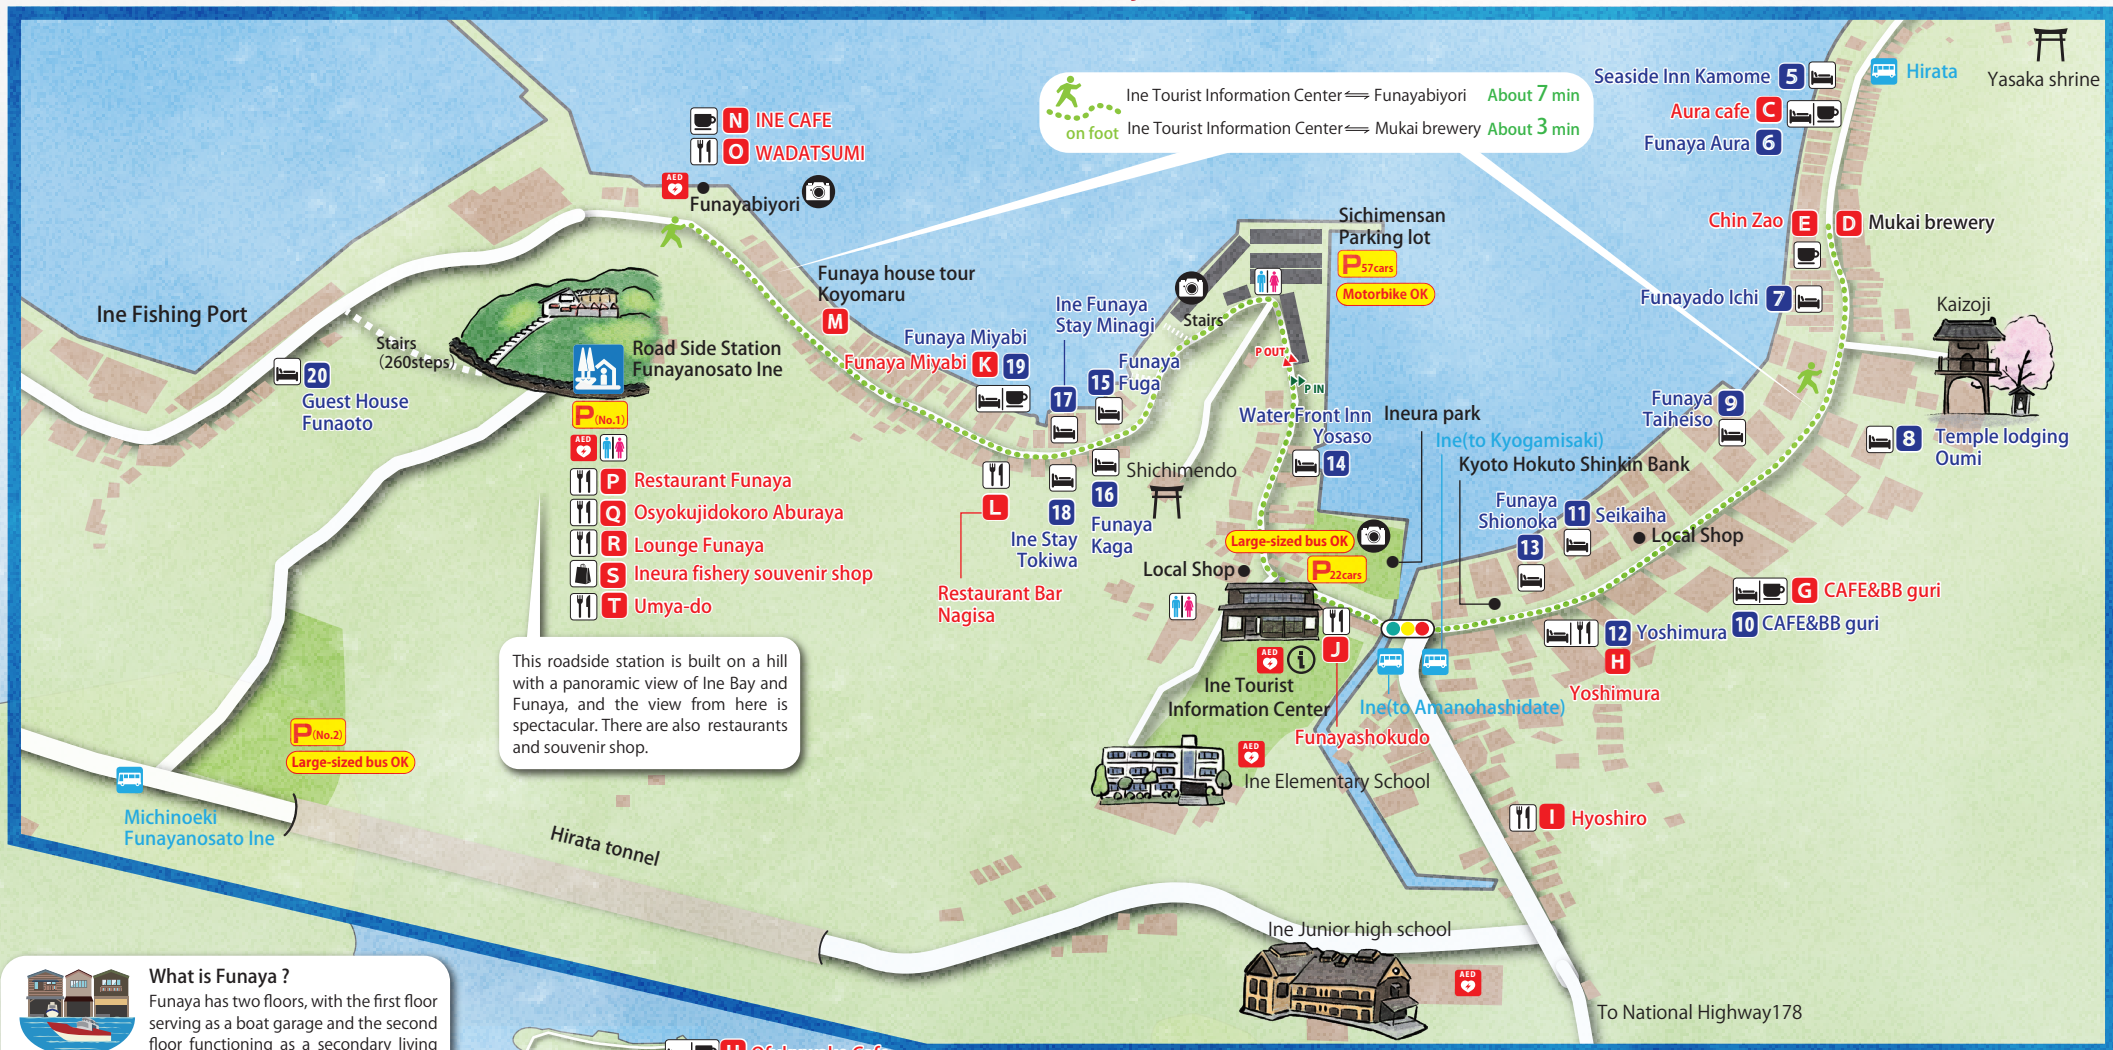 Ine Tourist Information Center ⇋ Funayabiyori About 7 min
on foot
Ine Tourist Information Center ⇋ Mukai brewery About 3 min
Seaside Inn Kamome 5
Hirata
Yasaka shrine
Aura cafe C
Funaya Aura 6
N INE CAFE
O WADATSUMI
AED
Funayabiyori
Chin Zao E
D Mukai brewery
Sichimensan
Parking lot
P 57cars
Motorbike OK
Funaya house tour
Koyomaru
M
Ine Fishing Port
Stairs
(260steps)
Road Side Station
Funayanosato Ine
P (No.1)
AED
P Restaurant Funaya
Q Osyokujidokoro Aburaya
R Lounge Funaya
S Ineura fishery souvenir shop
T Umya-do
20
Guest House
Funaoto
Funaya Miyabi 19
Funaya Miyabi K
Ine Funaya
Stay Minagi
17
15 Funaya
Fuga
Stairs
P OUT
P IN
Funayado Ichi 7
Kaizoji
Funaya
Taiheiso 9
8 Temple lodging
Oumi
Water Front Inn
Yosaso
14
Ineura park
Ine(to Kyogamisaki)
Kyoto Hokuto Shinkin Bank
Shichimendo
L
Restaurant Bar
Nagisa
18
Ine Stay
Tokiwa
16
Funaya
Kaga
Funaya
Shionoka
13
11 Seikaiha
Local Shop
Large-sized bus OK
P 22cars
Local Shop
G CAFE&BB guri
10 CAFE&BB guri
12 Yoshimura
H
Yoshimura
J
AED
Ine Tourist
Information Center
Ine(to Amanohashidate)
Funayashokudo
AED
Ine Elementary School
I Hyoshiro
This roadside station is built on a hill
with a panoramic view of Ine Bay and
Funaya, and the view from here is
spectacular. There are also restaurants
and souvenir shop.
P (No.2)
Large-sized bus OK
Michinoeki
Funayanosato Ine
Hirata tonnel
Ine Junior high school
AED
To National Highway178
What is Funaya ?
Funaya has two floors, with the first floor
serving as a boat garage and the second
floor functioning as a secondary living